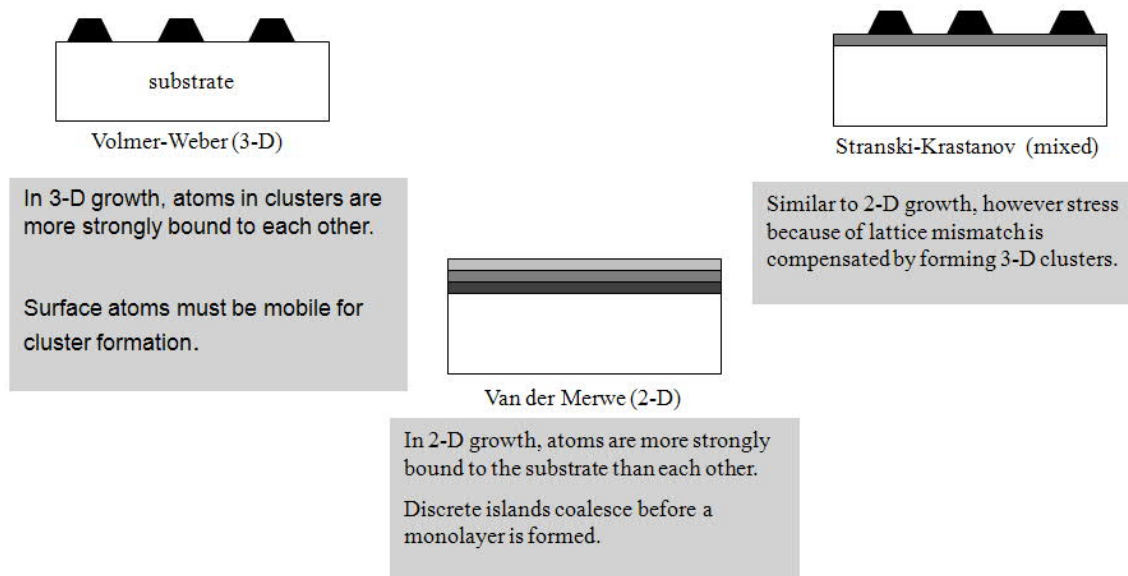 substrate
Volmer-Weber (3-D)
In 3-D growth, atoms in clusters are
more strongly bound to each other.
Surface atoms must be mobile for
cluster formation.
Van der Merwe (2-D)
In 2-D growth, atoms are more strongly
bound to the substrate than each other.
Discrete islands coalesce before a
monolayer is formed.
Stranski-Krastanov (mixed)
Similar to 2-D growth, however stress
because of lattice mismatch is
compensated by forming 3-D clusters.